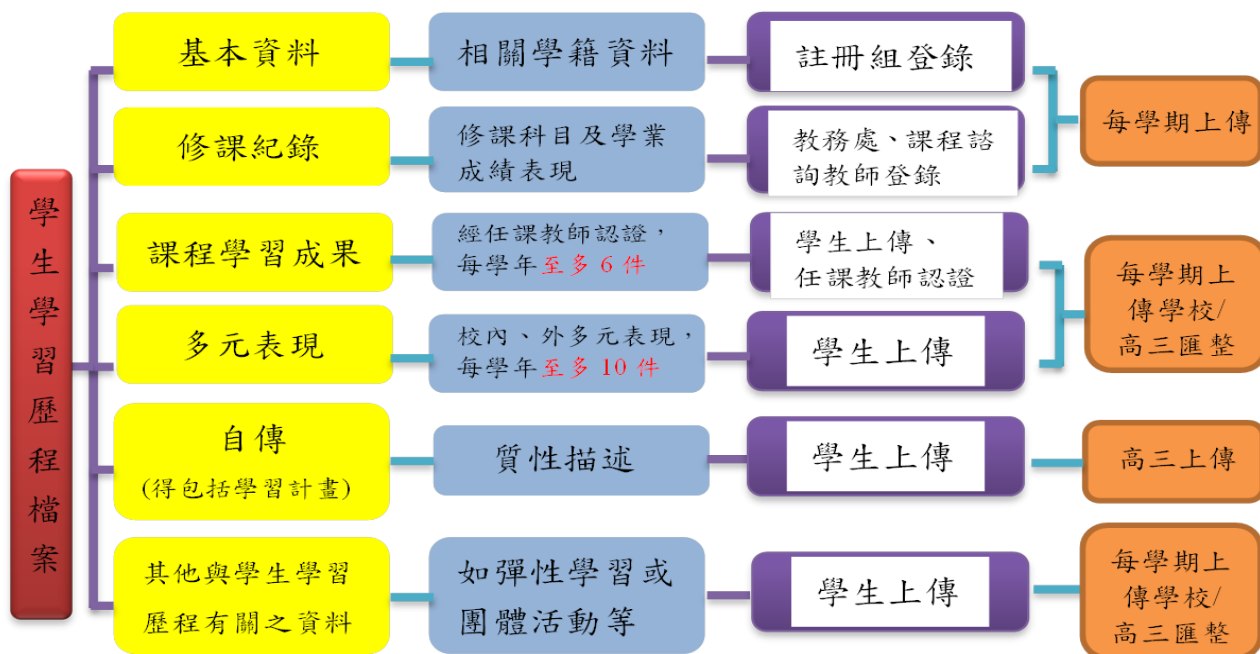 學生學習歷程檔案
基本資料
相關學籍資料
註冊組登錄
修課紀錄
修課科目及學業
成績表現
教務處、課程諮
詢教師登錄
每學期上傳
課程學習成果
經任課教師認證，
每學年至多 6 件
學生上傳、
任課教師認證
多元表現
校內、外多元表現，
每學年至多 10 件
學生上傳
每學期上
傳學校/
高三匯整
自傳
(得包括學習計畫)
質性描述
學生上傳
高三上傳
其他與學生學習
歷程有關之資料
如彈性學習或
團體活動等
學生上傳
每學期上
傳學校/
高三匯整